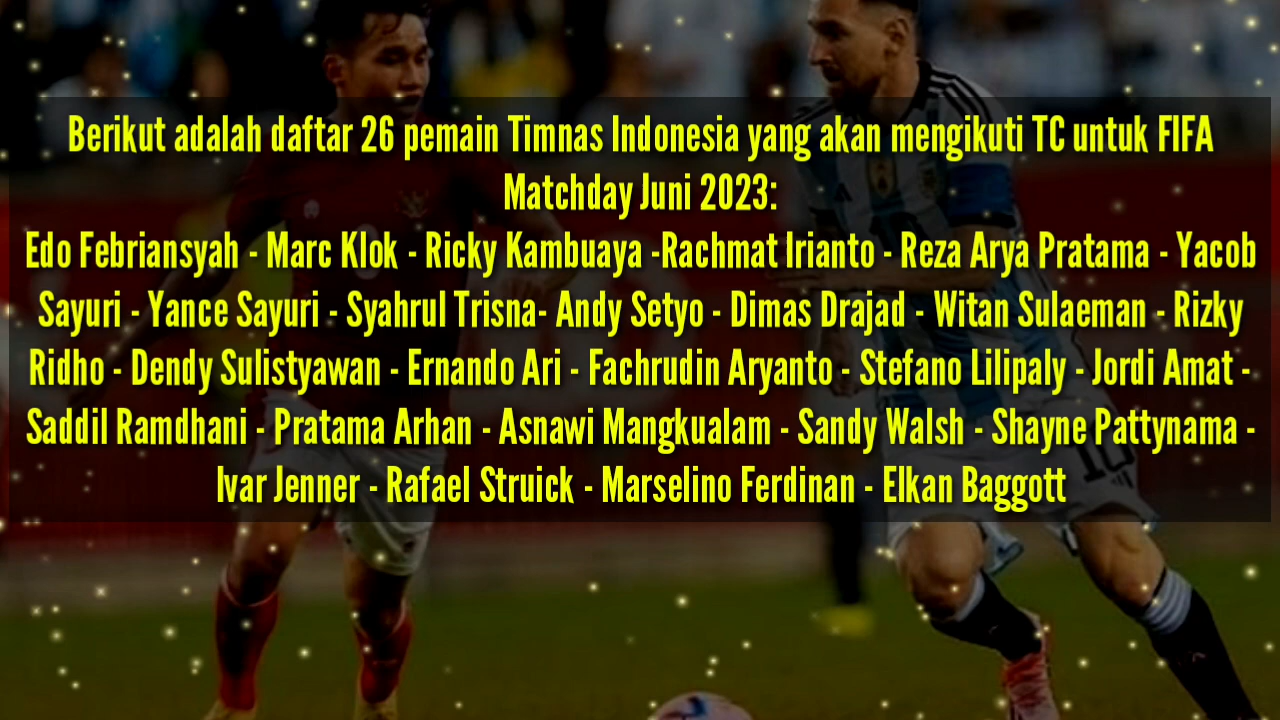 Berikut adalah daftar 26 pemain Timnas Indonesia yang akan mengikuti TC untuk FIFA
Matchday Juni 2023:
Edo Febriansyah - Marc Klok - Ricky Kambuaya -Rachmat Irianto - Reza Arya Pratama - Yacob
Sayuri - Yance Sayuri - Syahrul Trisna- Andy Setyo - Dimas Drajad - Witan Sulaeman - Rizky
Ridho - Dendy Sulistyawan - Ernando Ari - Fachrudin Aryanto - Stefano Lilipaly - Jordi Amat -
Saddil Ramdhani - Pratama Arhan - Asnawi Mangkualam - Sandy Walsh - Shayne Pattynama -
Ivar Jenner - Rafael Struick - Marselino Ferdinan - Elkan Baggott
10